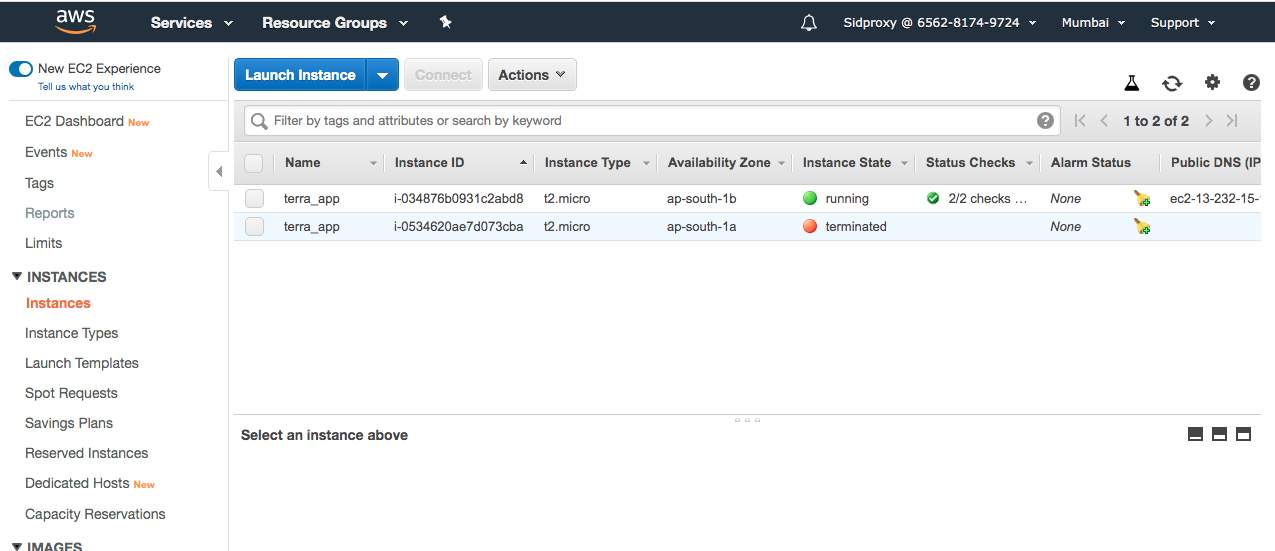 aws Services Resource Groups Sidproxy @ 6562-8174-9724 Mumbai Support
New EC2 Experience
Tell us what you think
EC2 Dashboard New
Events New
Tags
Reports
Limits
INSTANCES
Instances
Instance Types
Launch Templates
Spot Requests
Savings Plans
Reserved Instances
Dedicated Hosts New
Capacity Reservations
IMAGES
Launch Instance Connect Actions
Filter by tags and attributes or search by keyword 1 to 2 of 2
Name Instance ID Instance Type Availability Zone Instance State Status Checks Alarm Status Public DNS (IP
terra_app i-034876b0931c2abd8 t2.micro ap-south-1b running 2/2 checks ... None ec2-13-232-15-
terra_app i-0534620ae7d073cba t2.micro ap-south-1a terminated None
Select an instance above